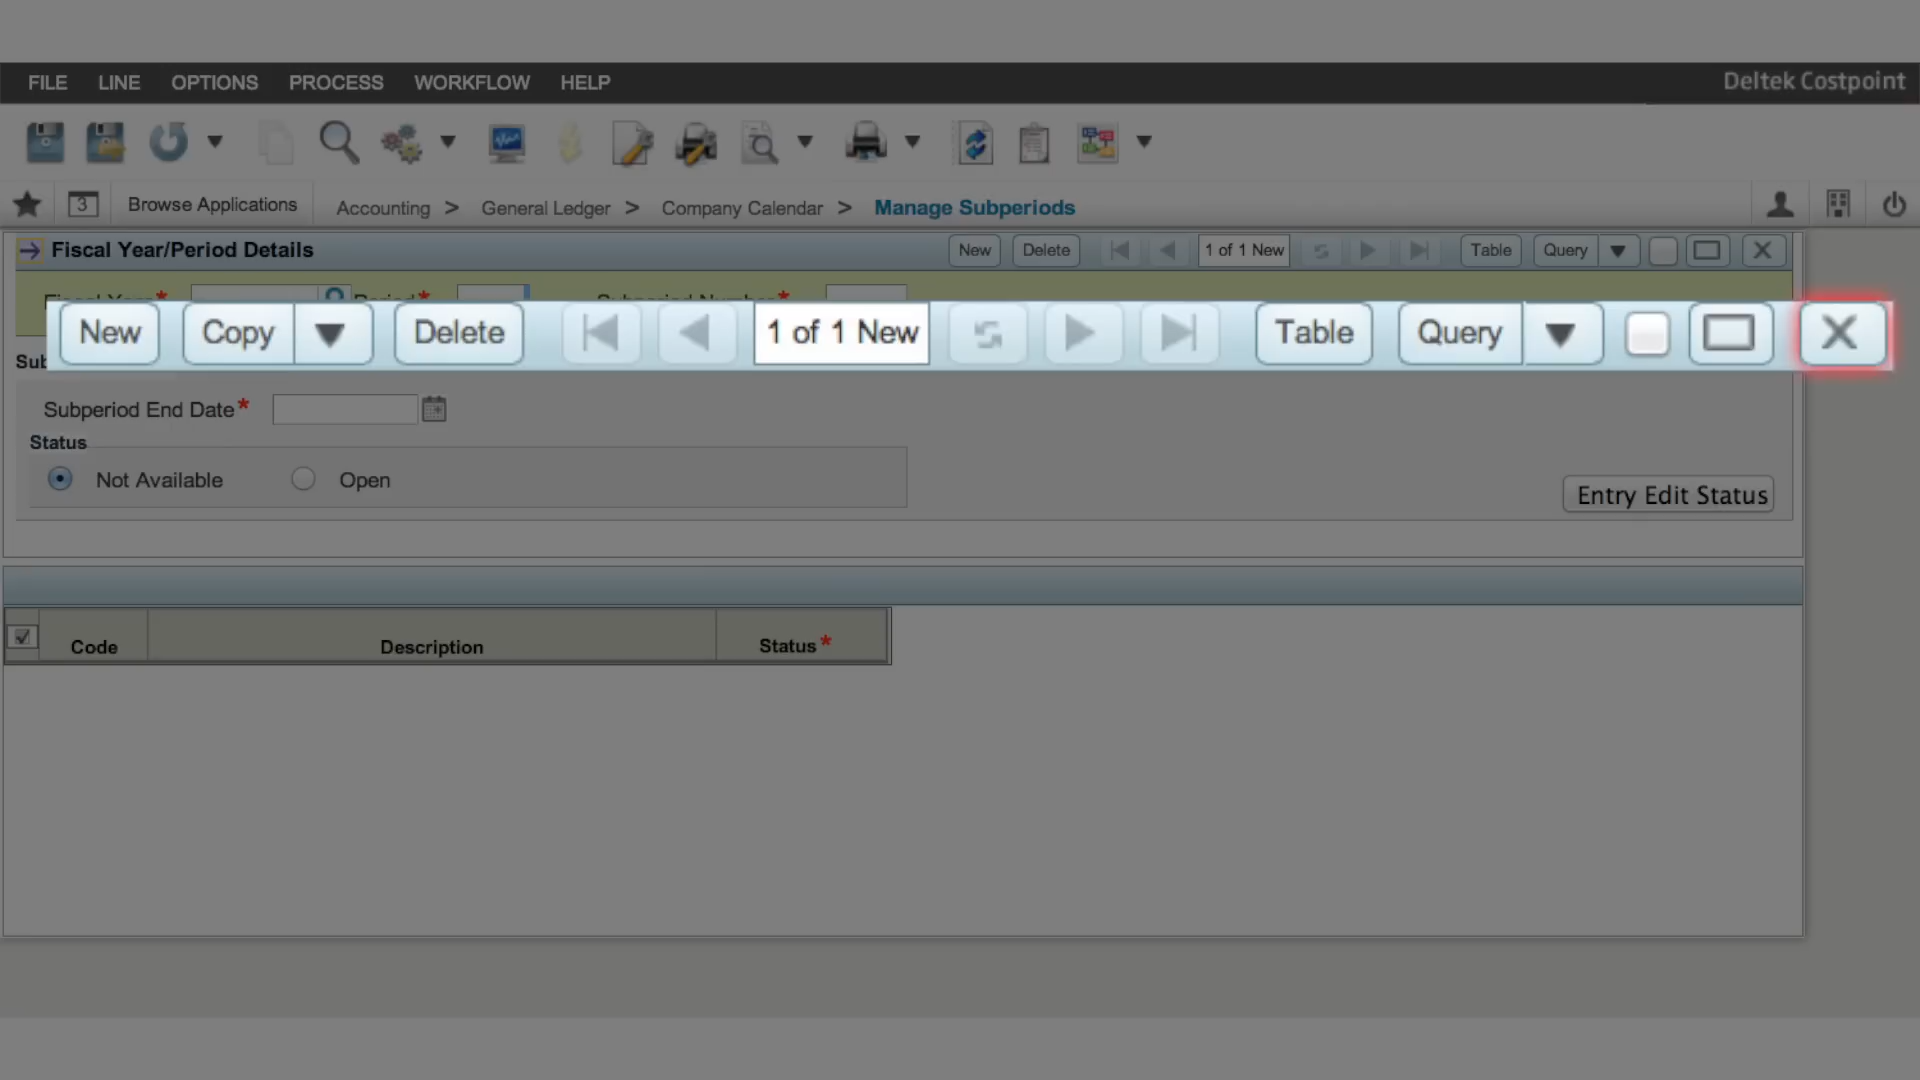 FILE LINE OPTIONS PROCESS WORKFLOW HELP Deltek Costpoint
3 Browse Applications Accounting > General Ledger > Company Calendar > Manage Subperiods
Fiscal Year/Period Details New Delete 1 of 1 New Table Query
Fiscal Year* Period* Subperiod Number*
New Copy Delete 1 of 1 New Table Query
Sub
Subperiod End Date*
Status
Not Available Open
Entry Edit Status
Code Description Status*